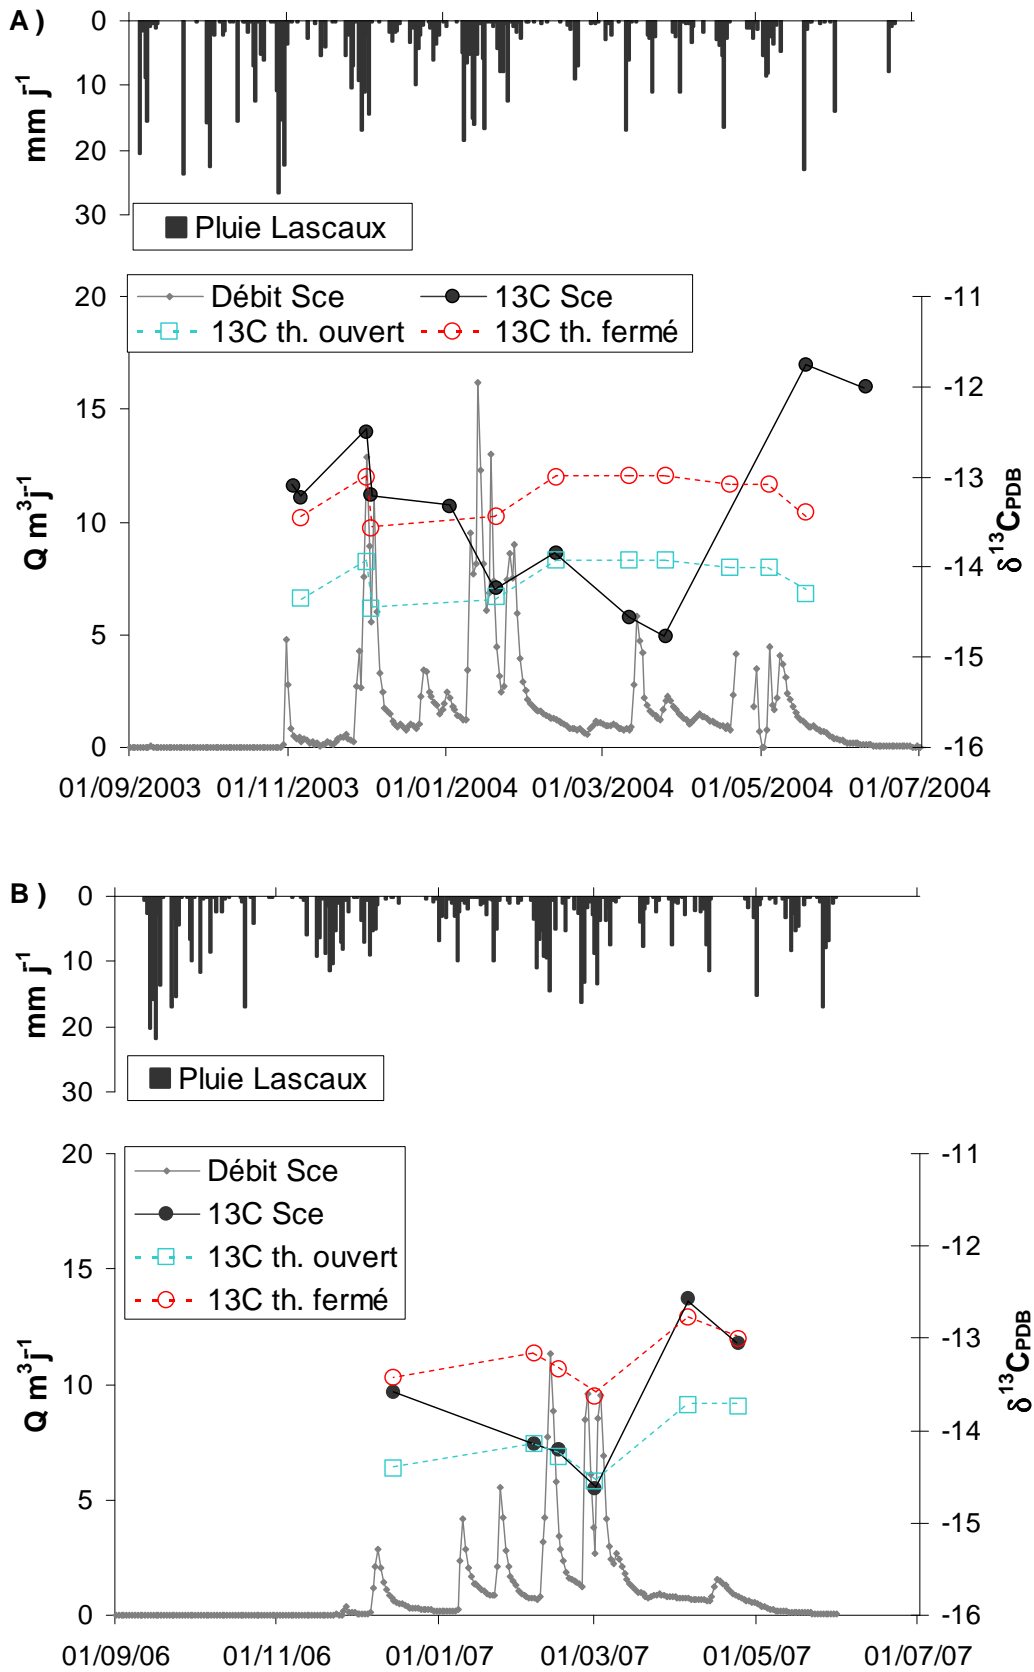 A )
0
10
20
30
mm j-1
Pluie Lascaux
Débit Sce
13C Sce
13C th. ouvert
13C th. fermé
20
15
10
5
0
Q m3j-1
-11
-12
-13
-14
-15
-16
δ13CPDB
01/09/2003 01/11/2003 01/01/2004 01/03/2004 01/05/2004 01/07/2004
B )
0
10
20
30
mm j-1
Pluie Lascaux
Débit Sce
13C Sce
13C th. ouvert
13C th. fermé
20
15
10
5
0
Q m3j-1
-11
-12
-13
-14
-15
-16
δ13CPDB
01/09/06 01/11/06 01/01/07 01/03/07 01/05/07 01/07/07